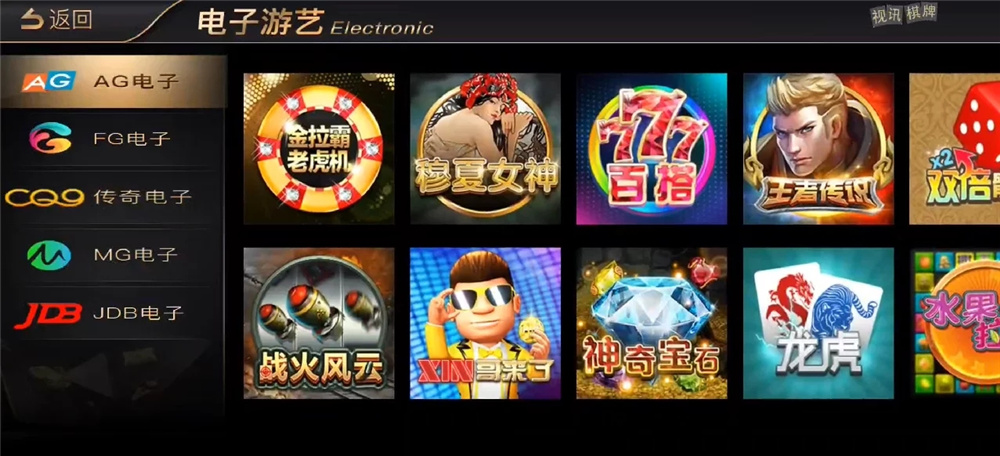 返回
电子游艺 Electronic
视讯 棋牌
AG AG电子
FG电子
CQ9 传奇电子
MG电子
JDB JDB电子
金拉霸
老虎机
穆夏女神
777
百搭
王者传说
x2
双倍
战火风云
XIN哥来了
神奇宝石
龙虎
水果
拉